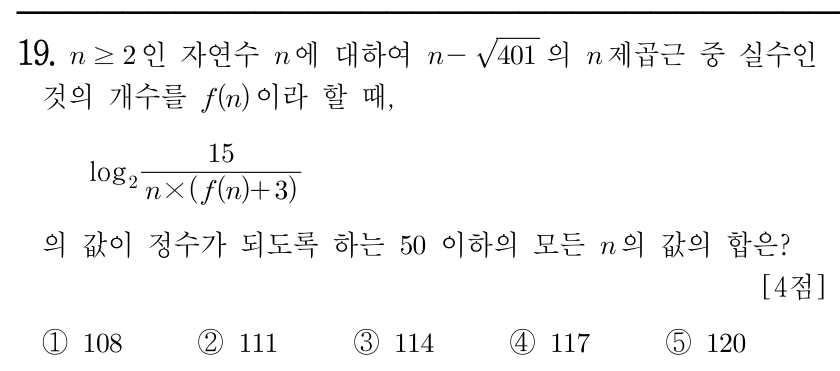 19. n ≥ 2인 자연수 n에 대하여 n − √401 의 n제곱근 중 실수인
것의 개수를 f(n)이라 할 때,
log₂ 15 / (n×(f(n)+3))
의 값이 정수가 되도록 하는 50 이하의 모든 n의 값의 합은?
[4점]
① 108 ② 111 ③ 114 ④ 117 ⑤ 120